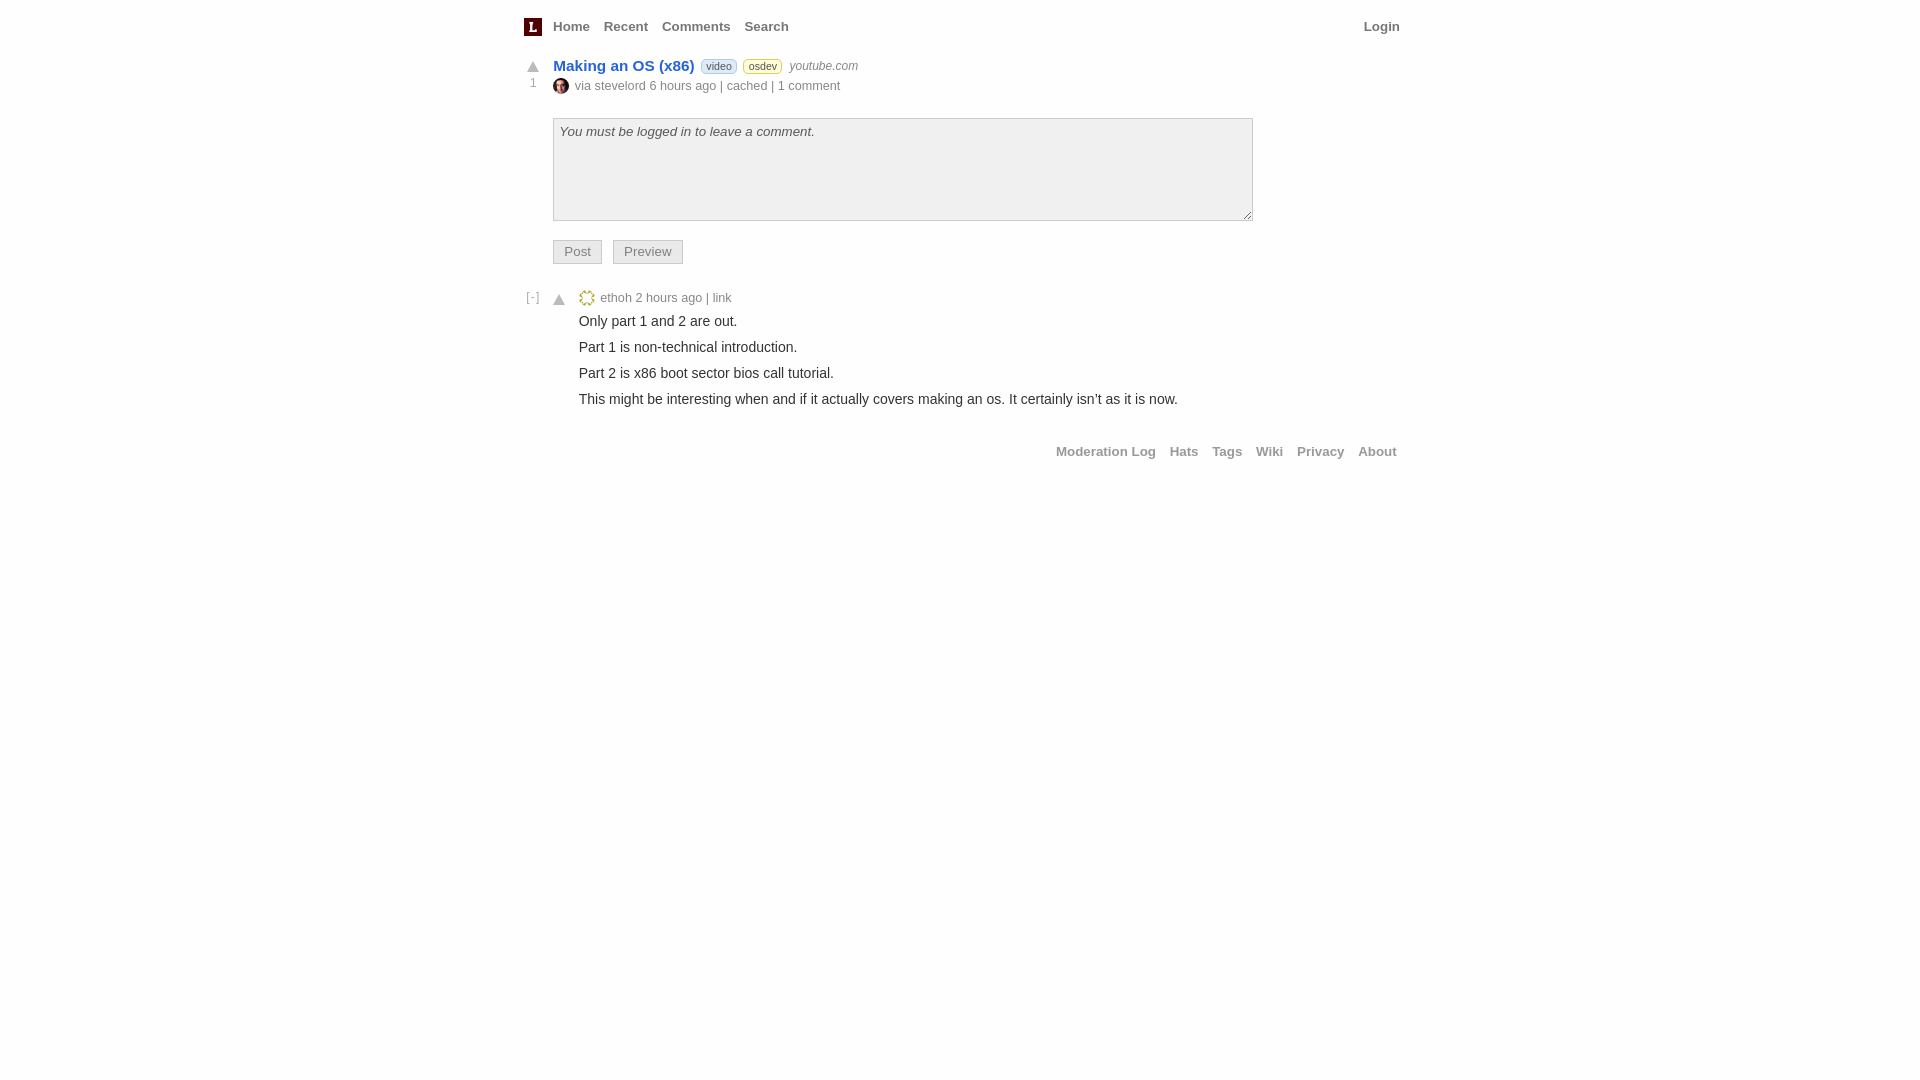 L Home Recent Comments Search Login
Making an OS (x86) video osdev youtube.com
1
via stevelord 6 hours ago | cached | 1 comment
You must be logged in to leave a comment.
Post Preview
[-] ethoh 2 hours ago | link
Only part 1 and 2 are out.
Part 1 is non-technical introduction.
Part 2 is x86 boot sector bios call tutorial.
This might be interesting when and if it actually covers making an os. It certainly isn’t as it is now.
Moderation Log Hats Tags Wiki Privacy About